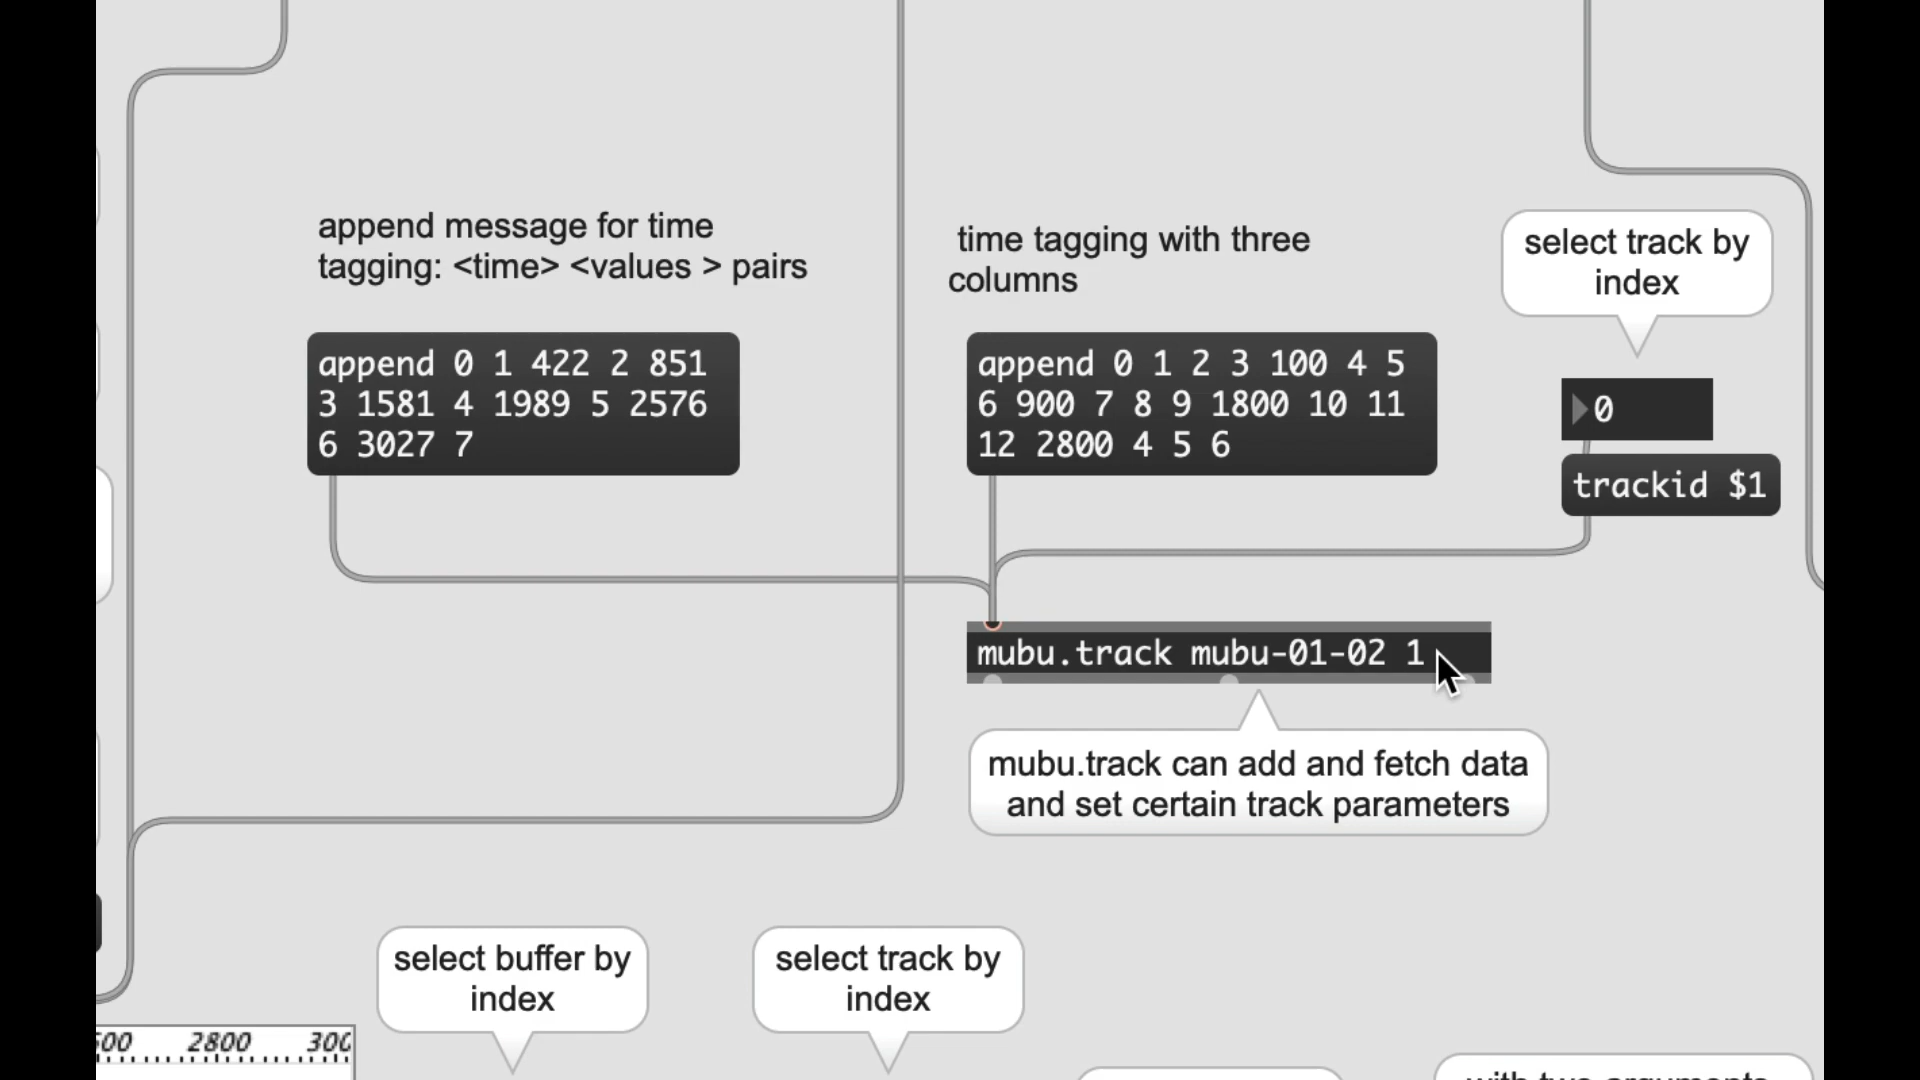 append message for time
tagging: <time> <values > pairs
time tagging with three
columns
select track by
index
append 0 1 422 2 851
3 1581 4 1989 5 2576
6 3027 7
append 0 1 2 3 100 4 5
6 900 7 8 9 1800 10 11
12 2800 4 5 6
0
trackid $1
mubu.track mubu-01-02 1
mubu.track can add and fetch data
and set certain track parameters
select buffer by
index
select track by
index
2800
with two arguments